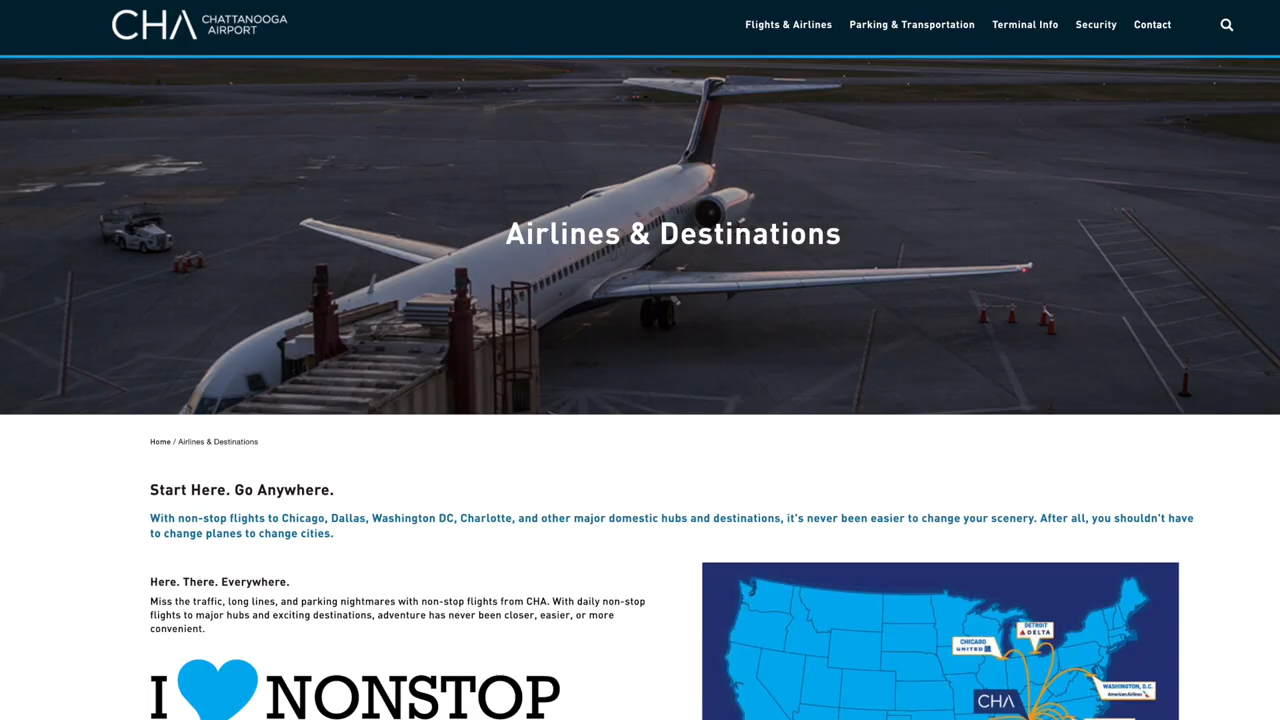 CHA CHATTANOOGA AIRPORT
Flights & Airlines Parking & Transportation Terminal Info Security Contact
Airlines & Destinations
Home / Airlines & Destinations
Start Here. Go Anywhere.
With non-stop flights to Chicago, Dallas, Washington DC, Charlotte, and other major domestic hubs and destinations, it's never been easier to change your scenery. After all, you shouldn't have
to change planes to change cities.
Here. There. Everywhere.
Miss the traffic, long lines, and parking nightmares with non-stop flights from CHA. With daily non-stop
flights to major hubs and exciting destinations, adventure has never been closer, easier, or more
convenient.
I NONSTOP
DETROIT
DELTA
CHICAGO
UNITED
WASHINGTON, D.C.
American Airlines
CHA